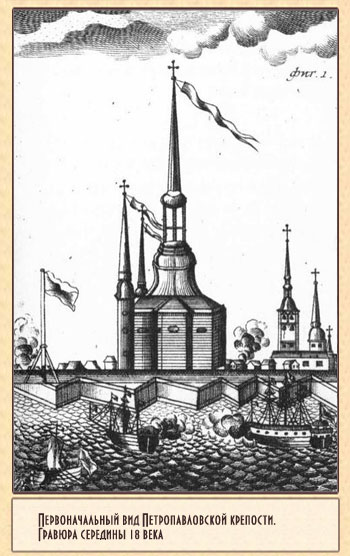 фиг. 1.
Первоначальный вид Петропавловской крепости.
Гравюра середины 18 века